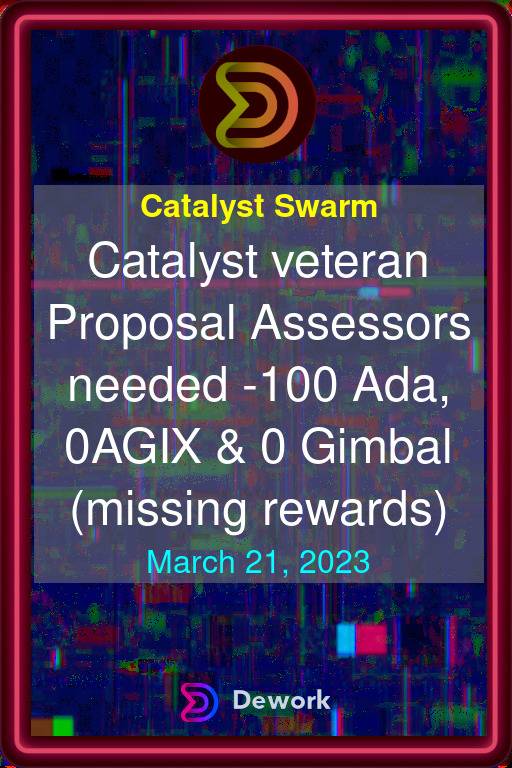 Catalyst Swarm
Catalyst veteran
Proposal Assessors
needed -100 Ada,
0AGIX & 0 Gimbal
(missing rewards)
March 21, 2023
Dework